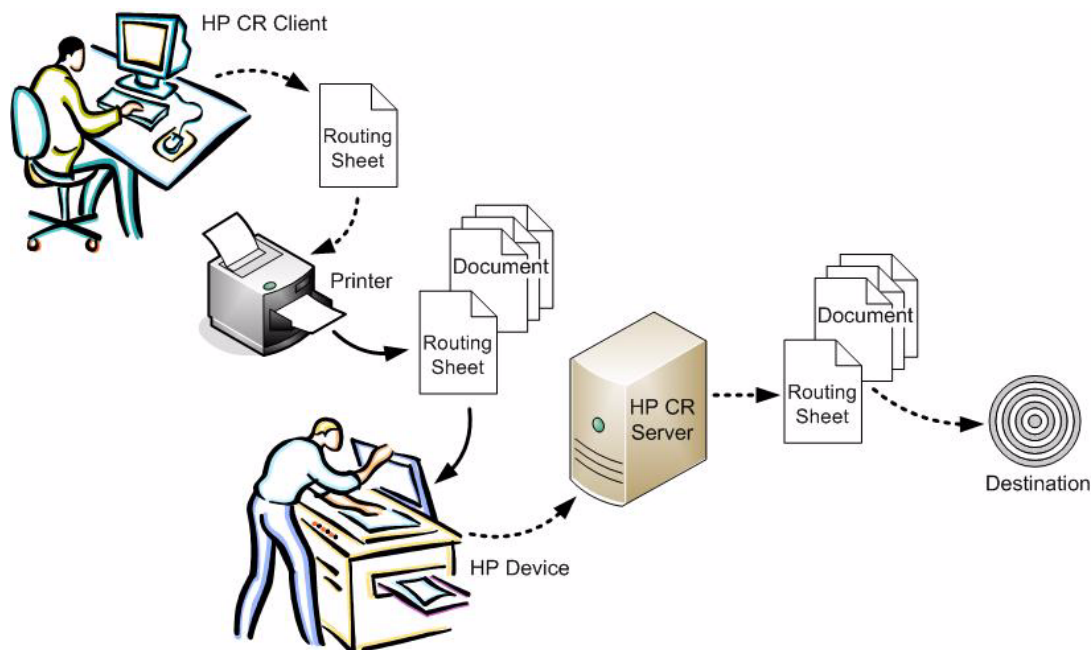 HP CR Client
Routing
Sheet
Printer
Document
Routing
Sheet
HP Device
HP CR
Server
Document
Routing
Sheet
Destination